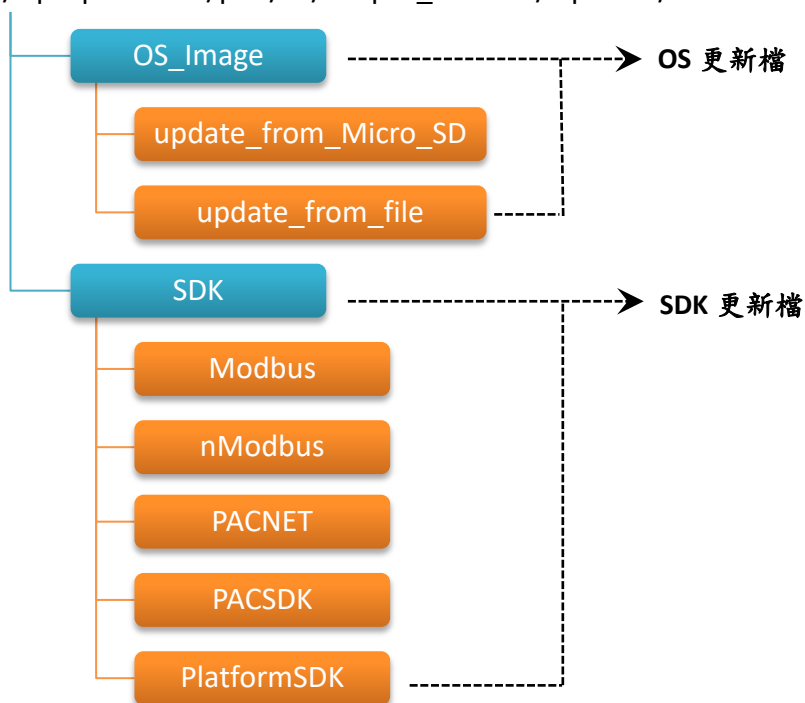 OS_Image
OS 更新檔
update_from_Micro_SD
update_from_file
SDK
SDK 更新檔
Modbus
nModbus
PACNET
PACSDK
PlatformSDK